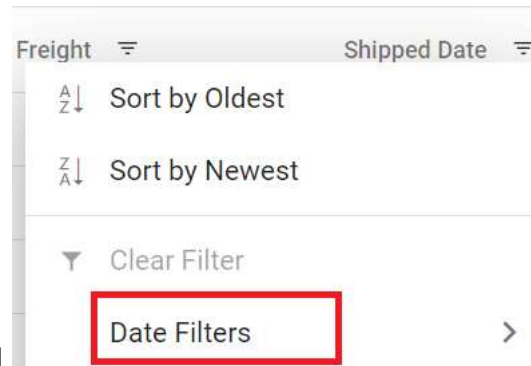 Freight Shipped Date
Sort by Oldest
Sort by Newest
Clear Filter
Date Filters